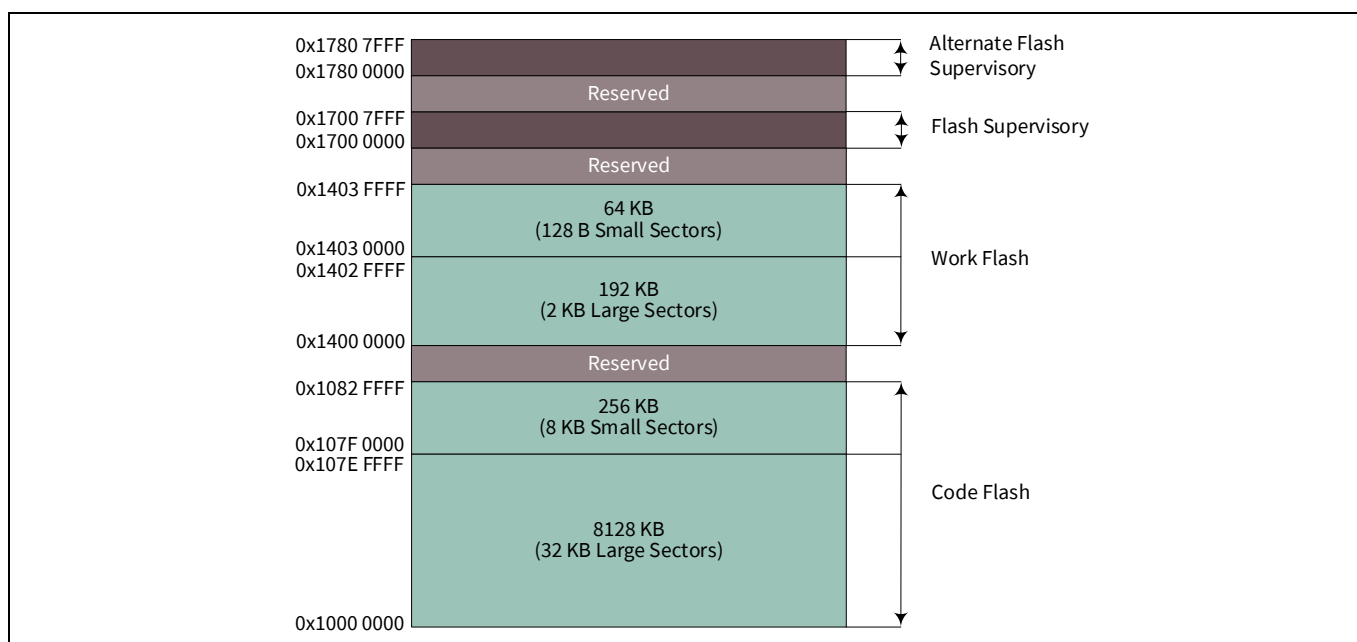 0x1780 7FFF
Alternate Flash
Supervisory
0x1780 0000
Reserved
0x1700 7FFF
Flash Supervisory
0x1700 0000
Reserved
0x1403 FFFF
64 KB
(128 B Small Sectors)
0x1403 0000
Work Flash
0x1402 FFFF
192 KB
(2 KB Large Sectors)
0x1400 0000
Reserved
0x1082 FFFF
256 KB
(8 KB Small Sectors)
0x107F 0000
0x107E FFFF
Code Flash
8128 KB
(32 KB Large Sectors)
0x1000 0000